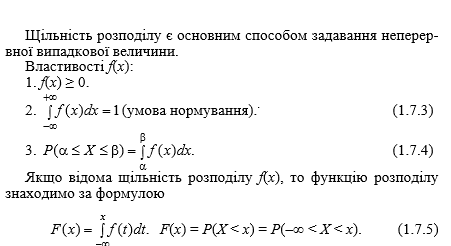 Щільність розподілу є основним способом задавання неперер-
вної випадкової величини.
Властивості f(x):
1. f(x) ≥ 0.
2. ∫_{−∞}^{+∞} f(x)dx = 1 (умова нормування). (1.7.3)
3. P(α ≤ X ≤ β) = ∫_{α}^{β} f(x)dx. (1.7.4)
Якщо відома щільність розподілу f(x), то функцію розподілу
знаходимо за формулою
F(x) = ∫_{−∞}^{x} f(t)dt. F(x) = P(X < x) = P(−∞ < X < x). (1.7.5)